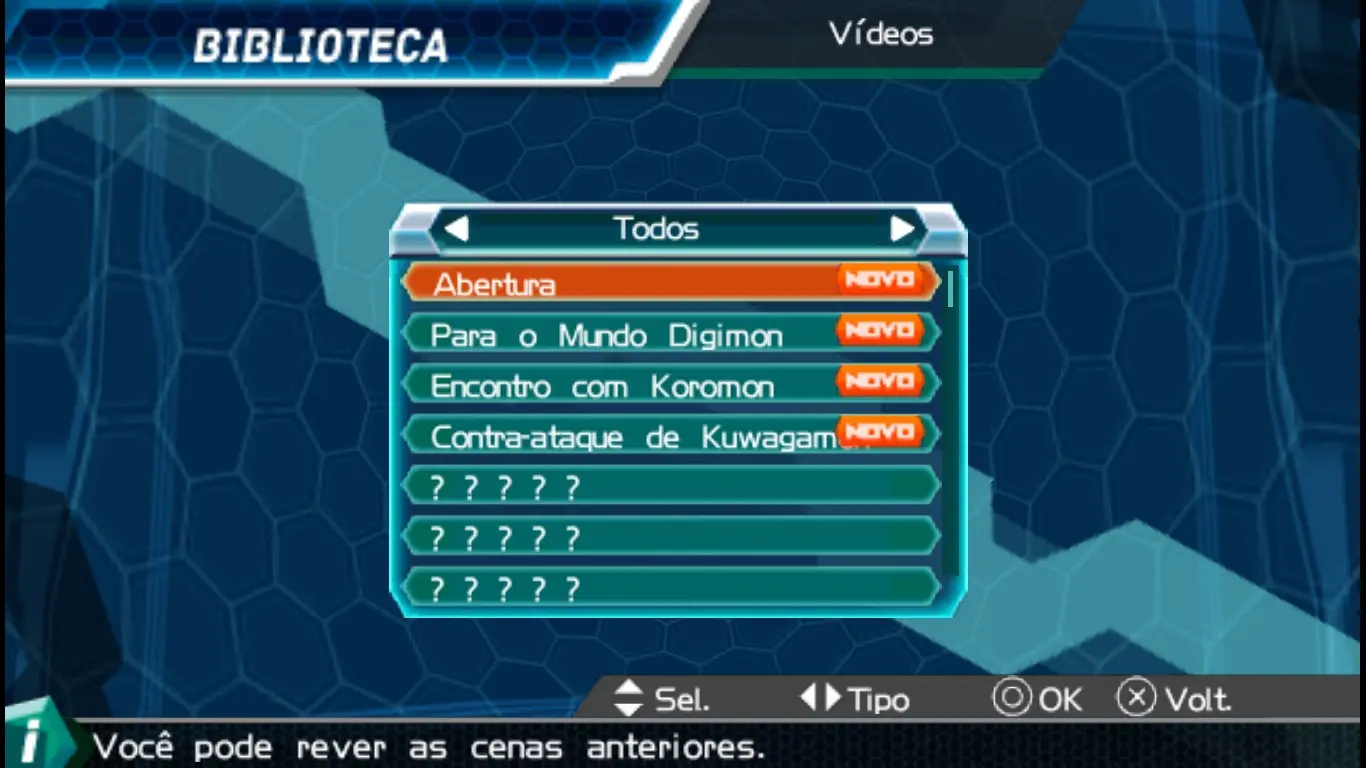 BIBLIOTECA
Vídeos
Todos
Abertura NOVO
Para o Mundo Digimon NOVO
Encontro com Koromon NOVO
Contra-ataque de Kuwagamon NOVO
? ? ? ? ?
? ? ? ? ?
? ? ? ? ?
Sel. Tipo OK Volt.
i Você pode rever as cenas anteriores.